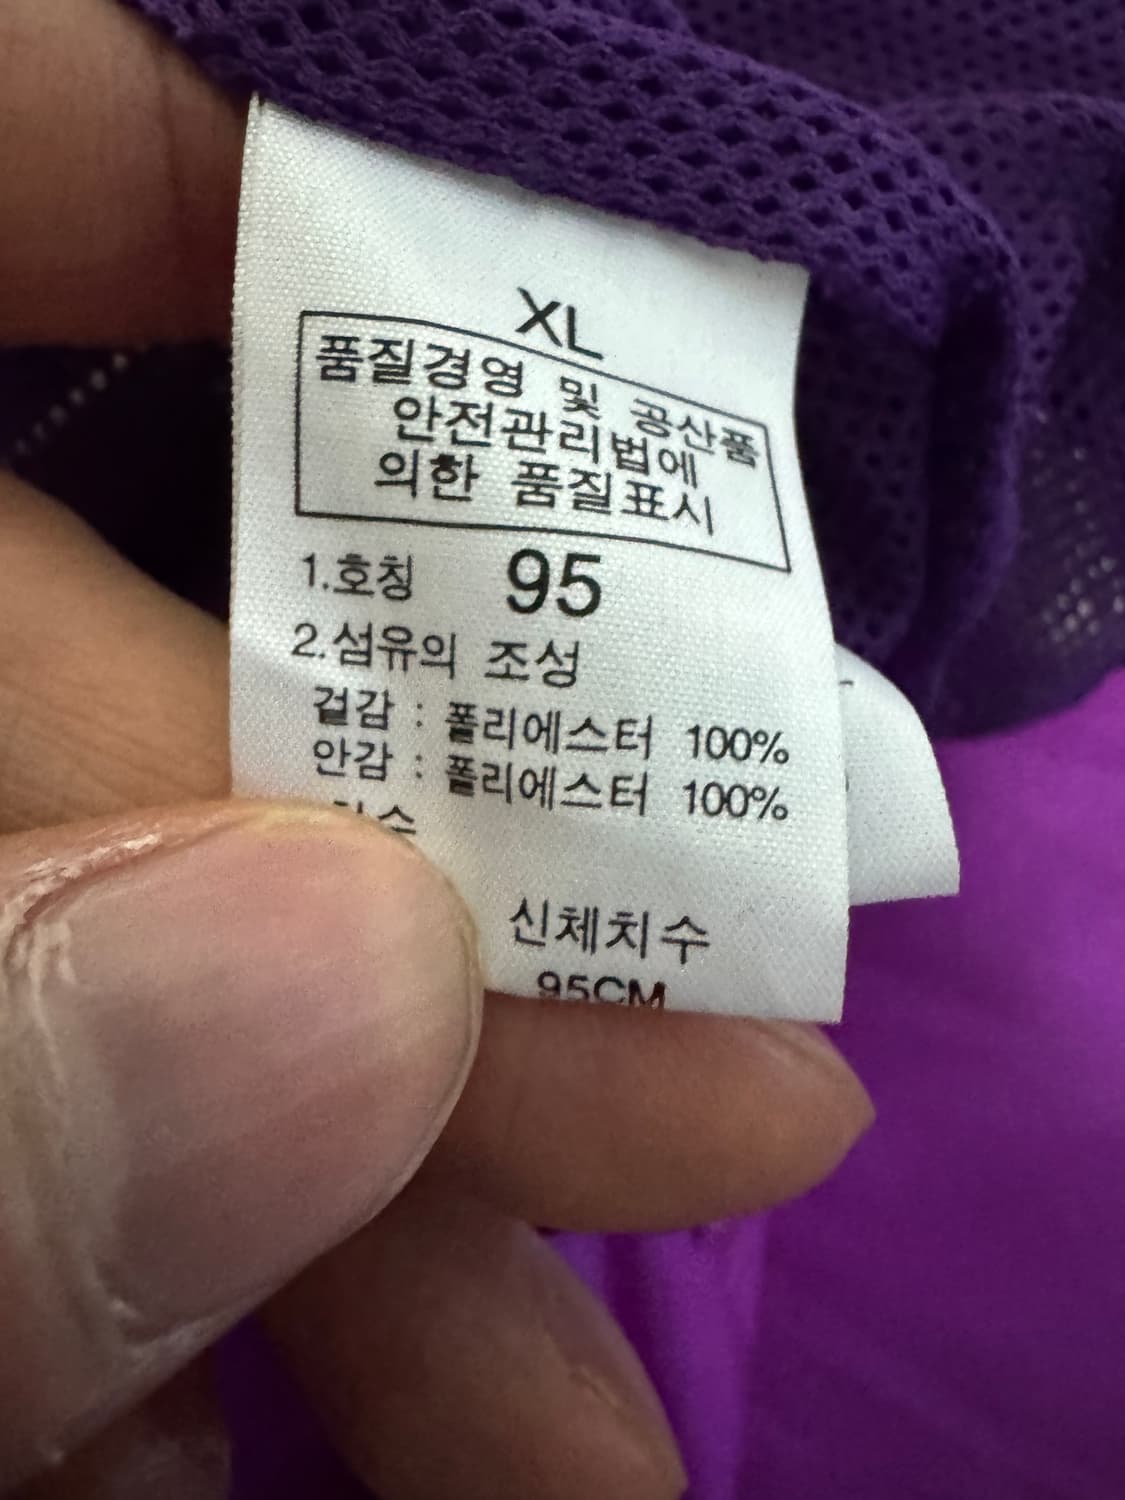 XL
품질경영 및 공산품
안전관리법에
의한 품질표시
1.호칭 95
2.섬유의 조성
겉감 : 폴리에스터 100%
안감 : 폴리에스터 100%
신체치수
95CM